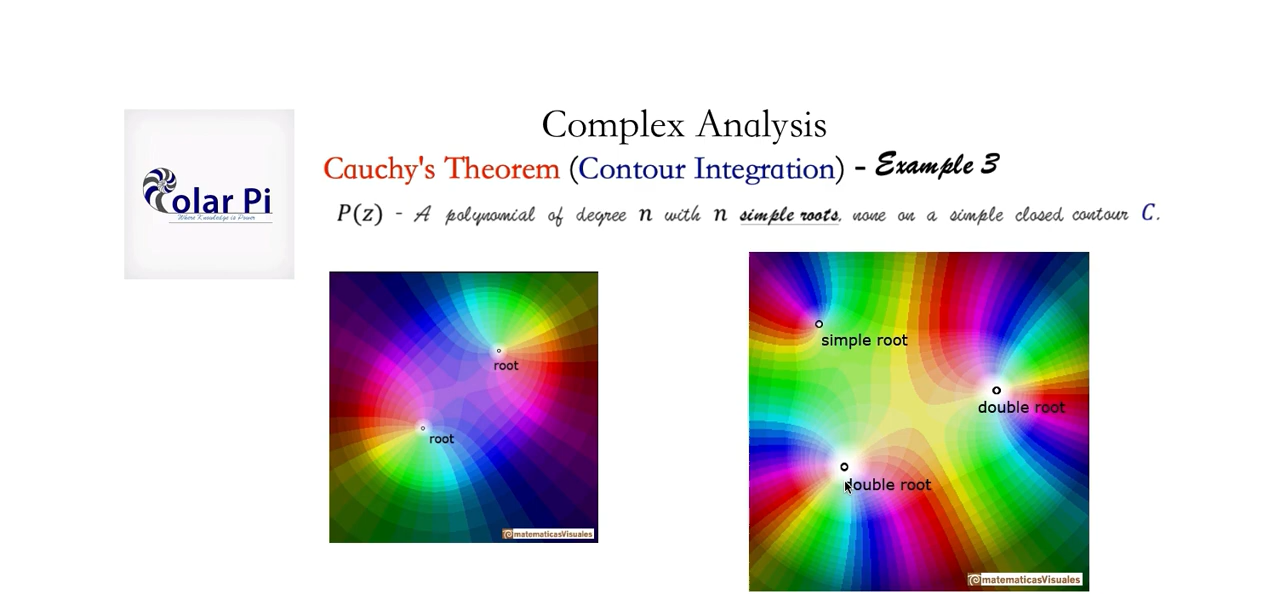 Complex Analysis
olar Pi
Where Knowledge is Power
Cauchy's Theorem (Contour Integration) - Example 3
P(z) - A polynomial of degree n with n simple roots, none on a simple closed contour C.
root
root
matematicasVisuales
simple root
double root
double root
matematicasVisuales